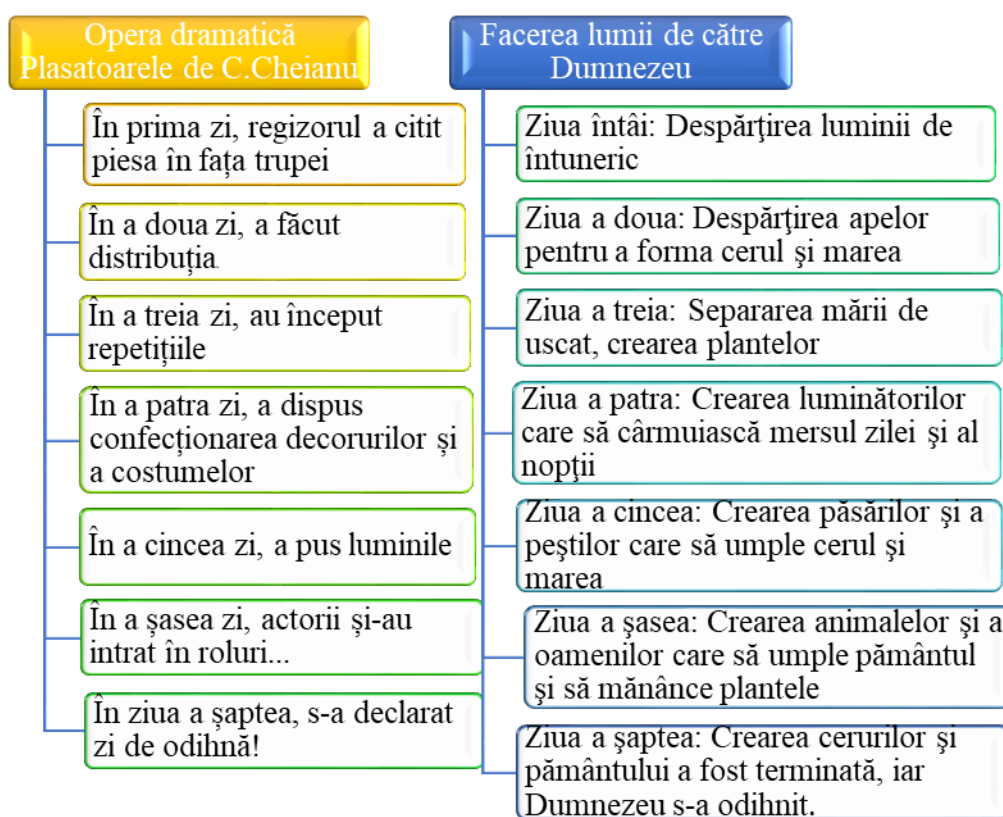 Opera dramatică
Plasatoarele de C.Cheianu
În prima zi, regizorul a citit
piesa în fața trupei
În a doua zi, a făcut
distribuția.
În a treia zi, au început
repetițiile
În a patra zi, a dispus
confecționarea decorurilor și
a costumelor
În a cincea zi, a pus luminile
În a șasea zi, actorii și-au
intrat în roluri...
În ziua a șaptea, s-a declarat
zi de odihnă!
Facerea lumii de către
Dumnezeu
Ziua întâi: Despărţirea luminii de
întuneric
Ziua a doua: Despărţirea apelor
pentru a forma cerul şi marea
Ziua a treia: Separarea mării de
uscat, crearea plantelor
Ziua a patra: Crearea luminătorilor
care să cârmuiască mersul zilei şi al
nopţii
Ziua a cincea: Crearea păsărilor şi a
peştilor care să umple cerul şi
marea
Ziua a şasea: Crearea animalelor şi a
oamenilor care să umple pământul
şi să mănânce plantele
Ziua a şaptea: Crearea cerurilor şi
pământului a fost terminată, iar
Dumnezeu s-a odihnit.